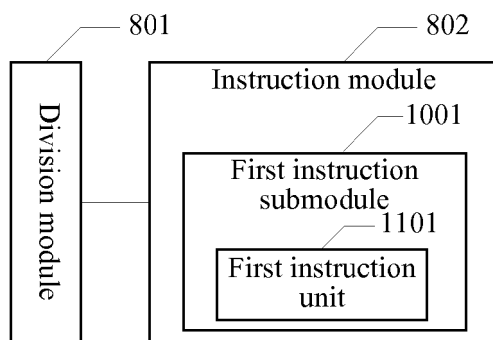 801
802
Division module
Instruction module
1001
First instruction
submodule
1101
First instruction
unit